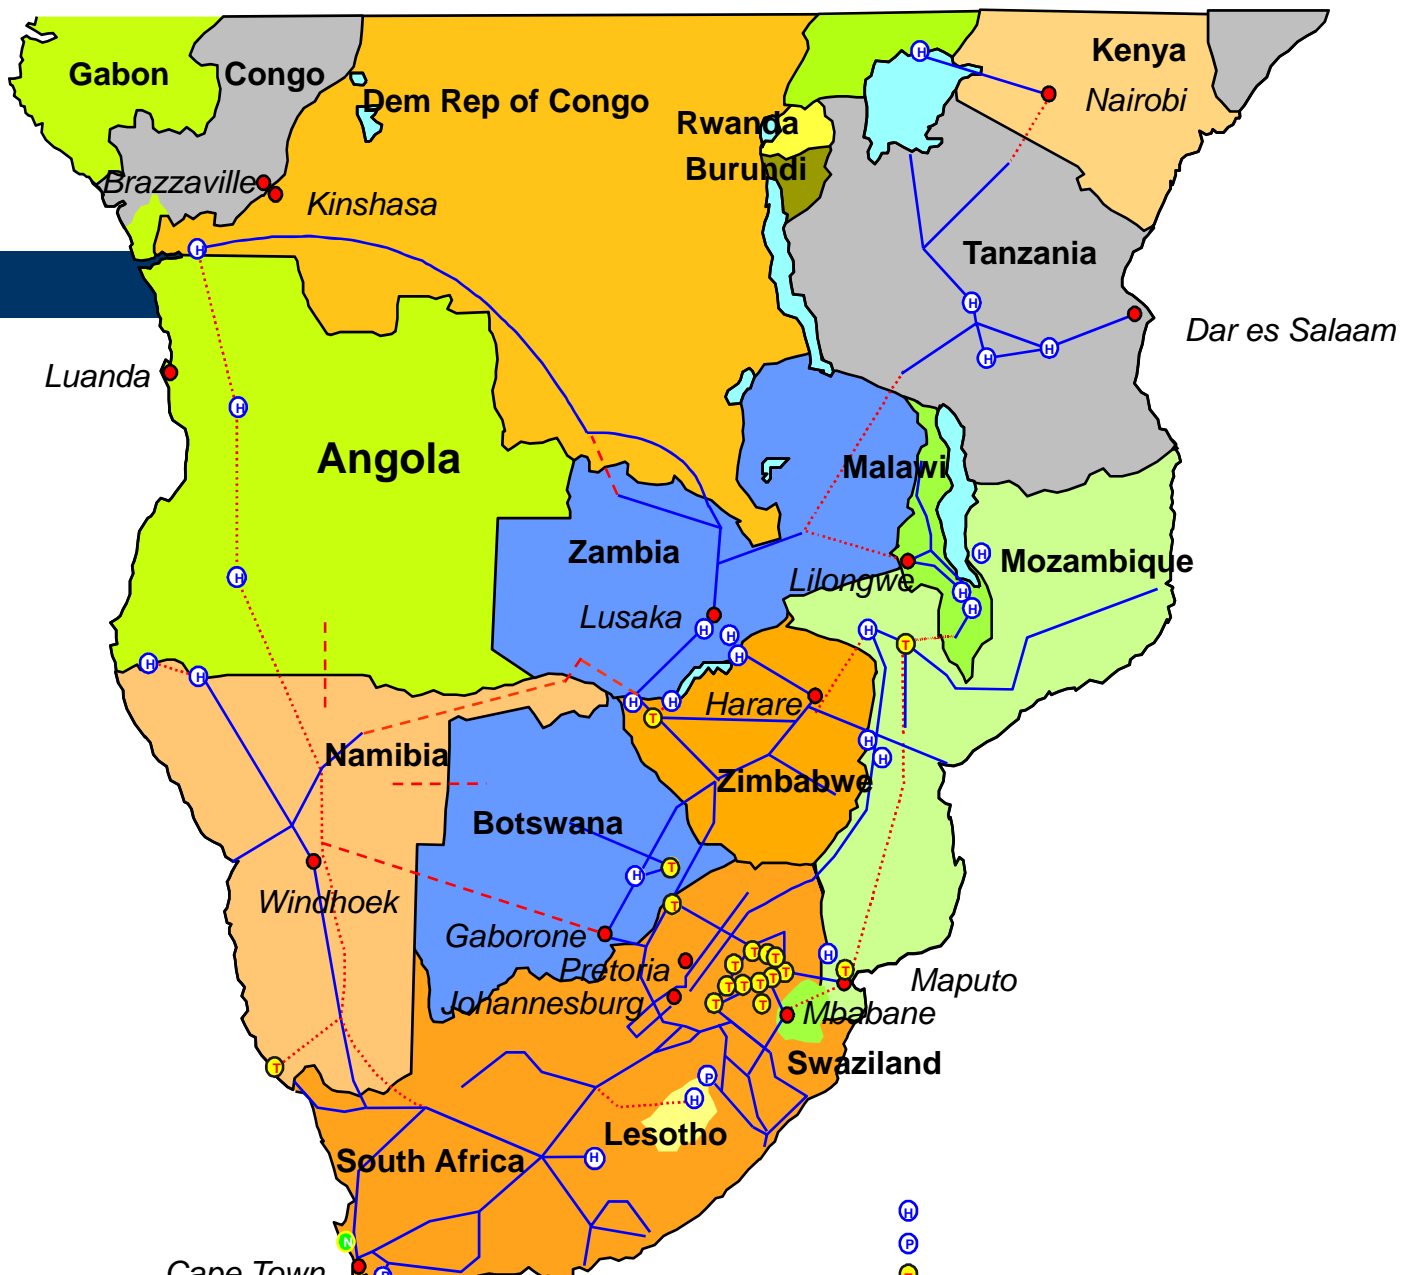 Kenya
Gabon
Congo
Dem Rep of Congo
Nairobi
Rwanda
Burundi
Brazzaville
Kinshasa
Tanzania
Dar es Salaam
Luanda
Angola
Malawi
Zambia
Mozambique
Lilongwe
Lusaka
Harare
Namibia
Zimbabwe
Botswana
Windhoek
Gaborone
Pretoria
Johannesburg
Maputo
Mbabane
Swaziland
Lesotho
South Africa
Cape Town
H
H
H
H
H
H
H
H
H
H
H
H
T
H
H
H
H
H
H
T
H
H
T
H
T
H
T
T
T
T
T
T
T
T
T
T
T
T
T
P
H
H
N
P
H
P
T